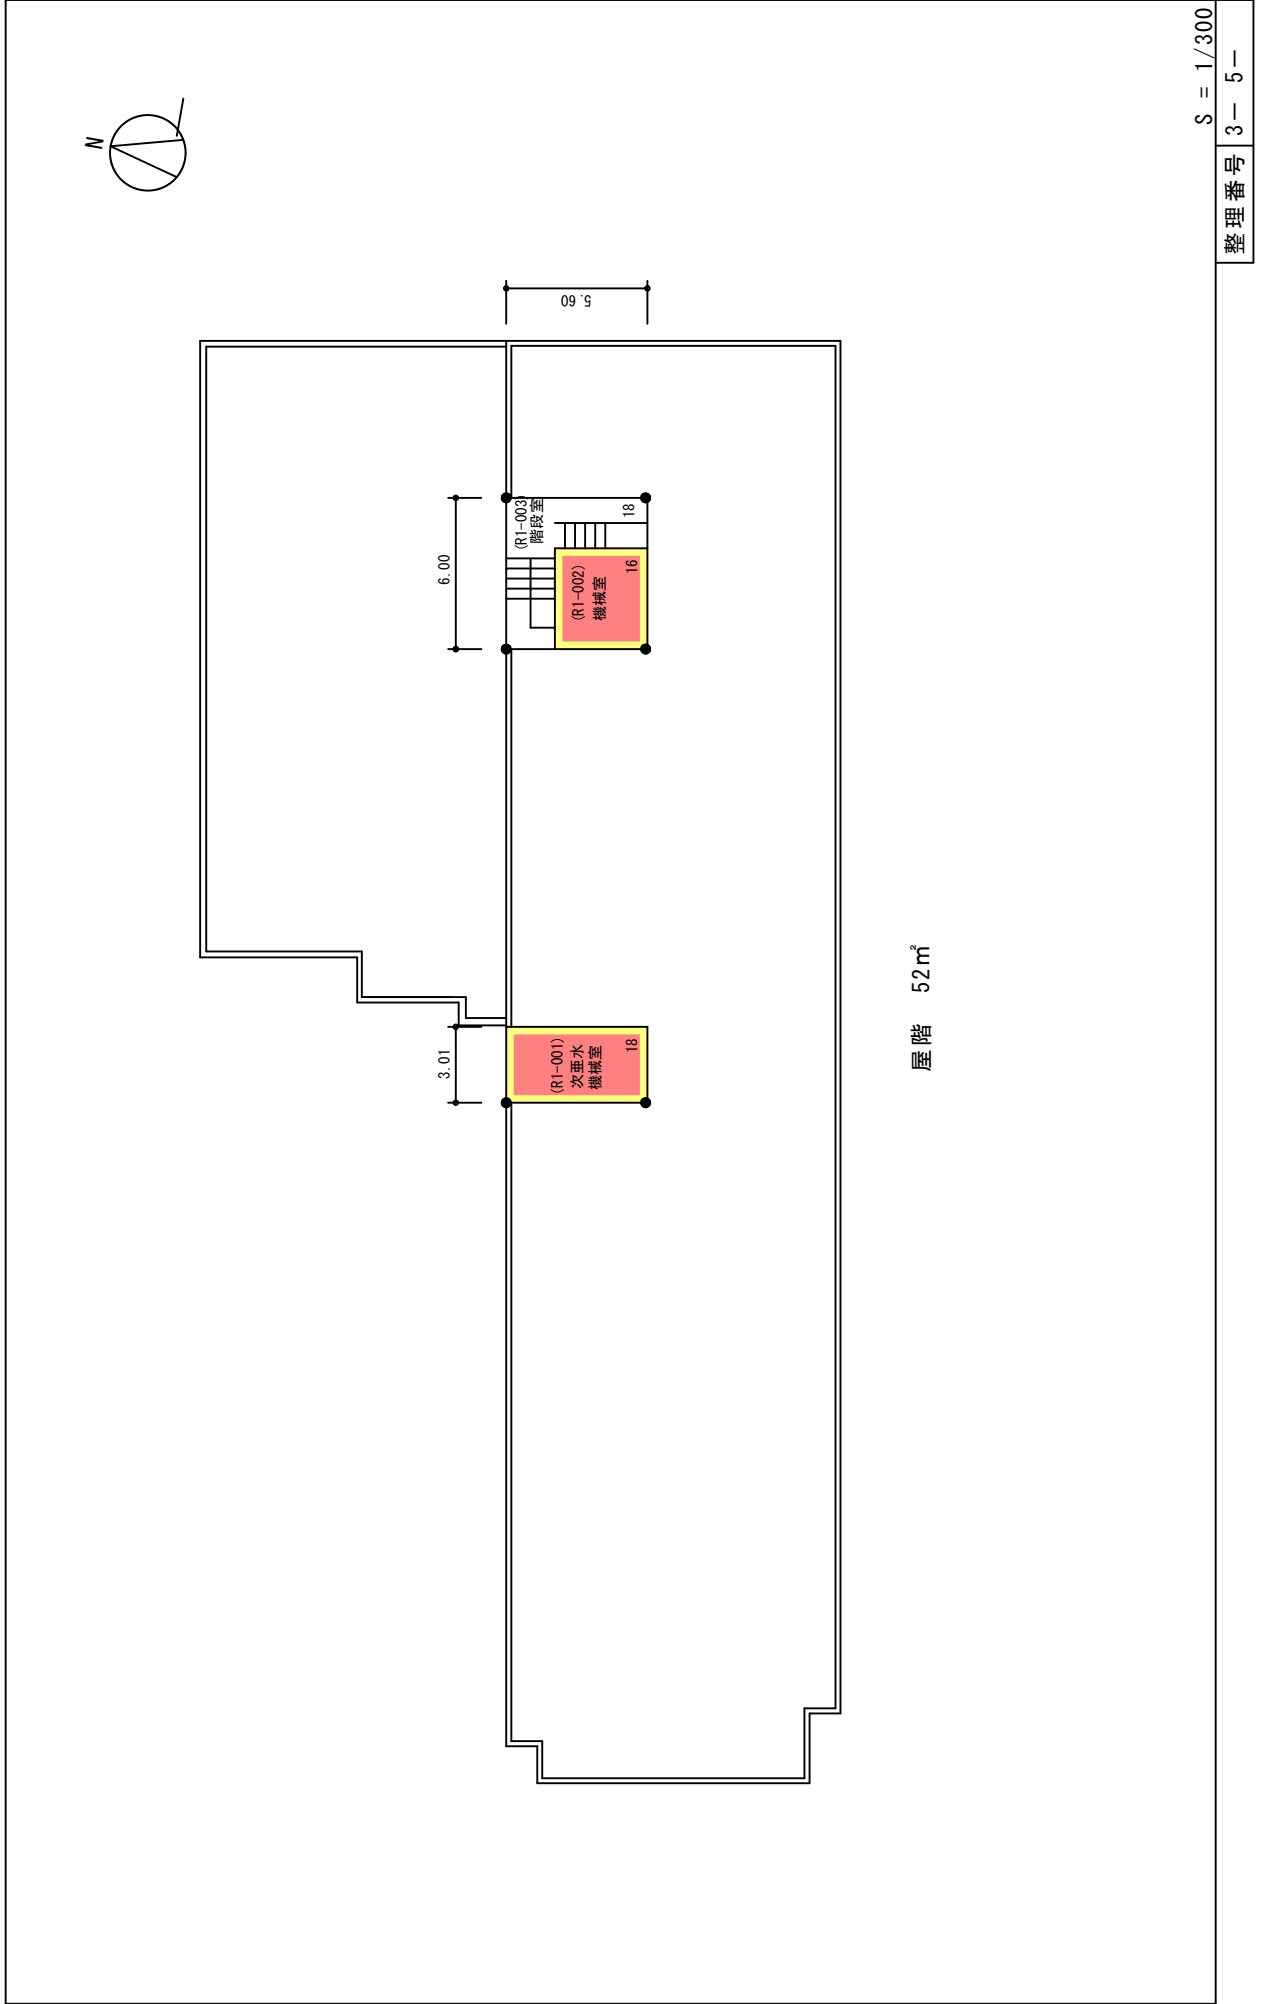 N
5.60
6.00
(R1-003)
階段室
18
(R1-002)
機械室
16
3.01
(R1-001)
次亜水
機械室
18
屋階 52㎡
S = 1/300
整理番号 3— 5—